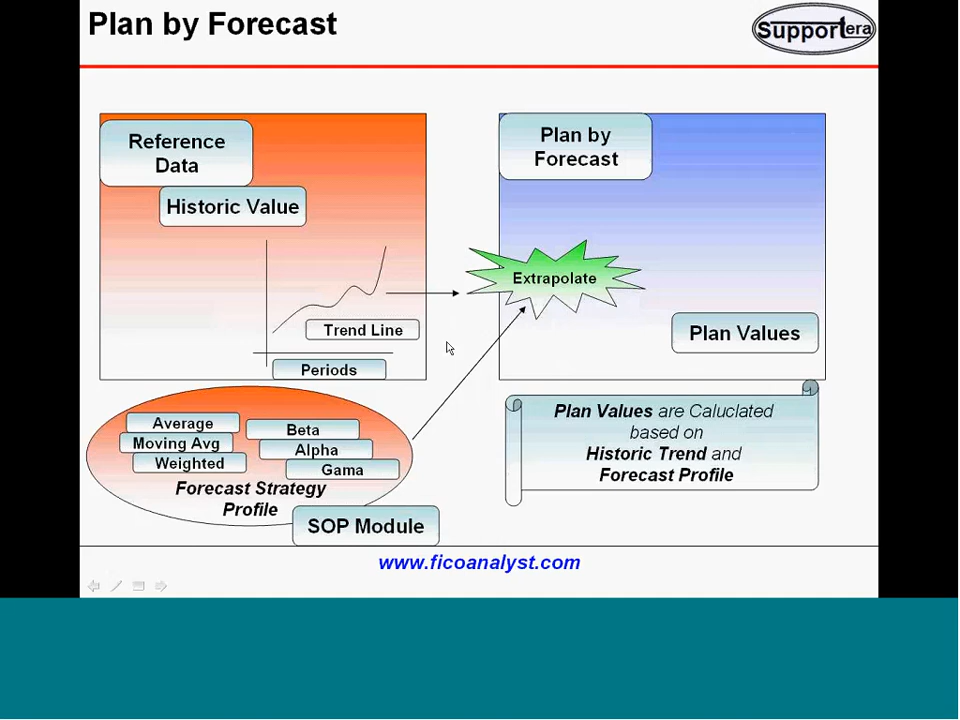 Plan by Forecast
Supportera
Reference
Data
Historic Value
Trend Line
Periods
Plan by
Forecast
Extrapolate
Plan Values
Average
Moving Avg
Weighted
Beta
Alpha
Gama
Forecast Strategy
Profile
SOP Module
Plan Values are Caluclated
based on
Historic Trend and
Forecast Profile
www.ficoanalyst.com